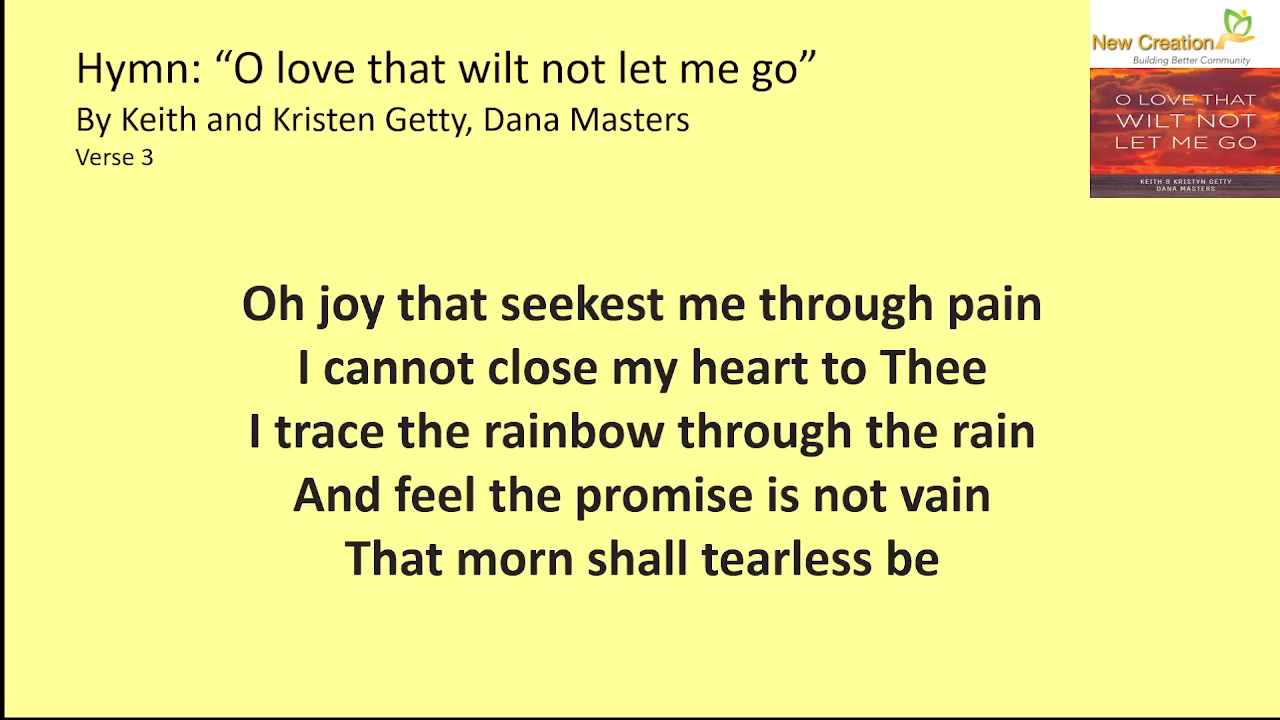 Hymn: “O love that wilt not let me go”
By Keith and Kristen Getty, Dana Masters
Verse 3
New Creation
Building Better Community
O LOVE THAT
WILT NOT
LET ME GO
KEITH & KRISTYN GETTY
DANA MASTERS
Oh joy that seekest me through pain
I cannot close my heart to Thee
I trace the rainbow through the rain
And feel the promise is not vain
That morn shall tearless be